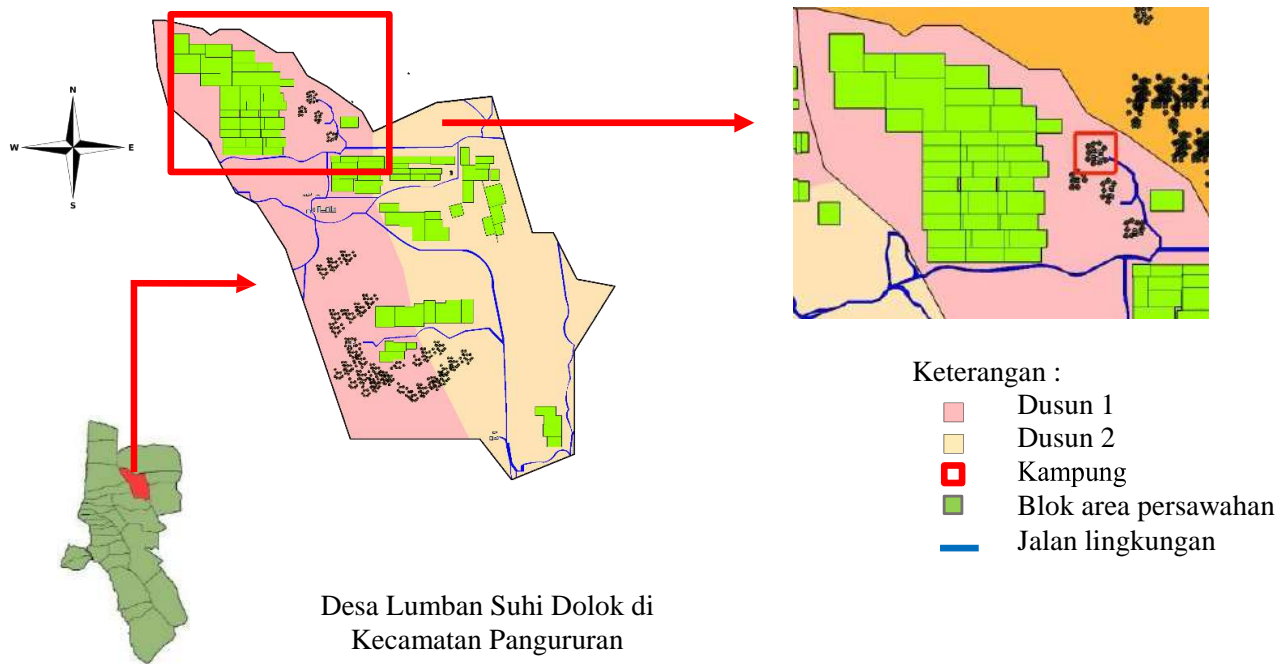 N
W
E
S
Keterangan :
Dusun 1
Dusun 2
Kampung
Blok area persawahan
Jalan lingkungan
Desa Lumban Suhi Dolok di
Kecamatan Pangururan